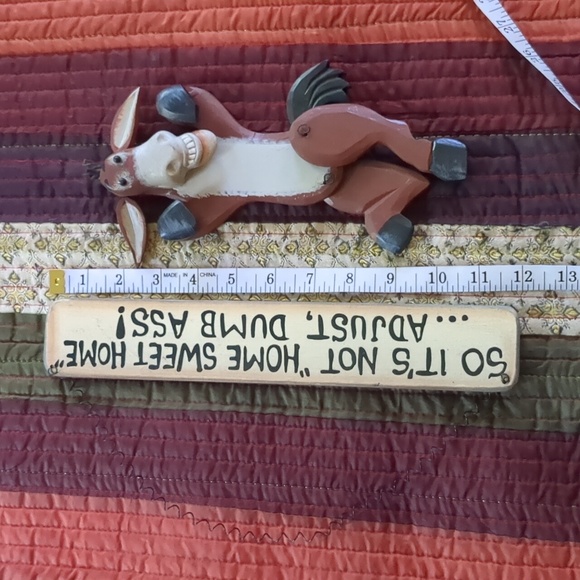 SO IT'S NOT "HOME SWEET HOME"
...ADJUST, DUMB ASS!
1 2 3 MADE IN CHINA 4 5 6 7 8 9 10 11 12 13
27